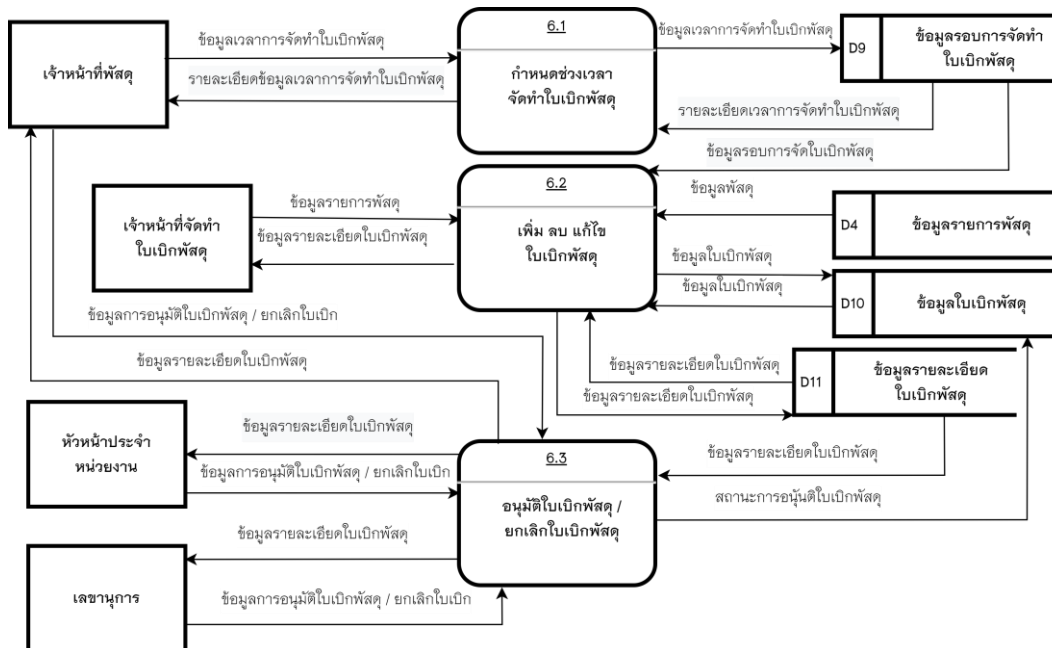 6.1
ข้อมูลเวลาการจัดทำใบเบิกพัสดุ
ข้อมูลเวลาการจัดทำใบเบิกพัสดุ
D9
ข้อมูลรอบการจัดทำ
ใบเบิกพัสดุ
เจ้าหน้าที่พัสดุ
รายละเอียดข้อมูลเวลาการจัดทำใบเบิกพัสดุ
กำหนดช่วงเวลา
จัดทำใบเบิกพัสดุ
รายละเอียดเวลาการจัดทำใบเบิกพัสดุ
ข้อมูลรอบการจัดใบเบิกพัสดุ
6.2
ข้อมูลพัสดุ
ข้อมูลรายการพัสดุ
เจ้าหน้าที่จัดทำ
ใบเบิกพัสดุ
ข้อมูลรายละเอียดใบเบิกพัสดุ
เพิ่ม ลบ แก้ไข
ใบเบิกพัสดุ
D4
ข้อมูลรายการพัสดุ
ข้อมูลใบเบิกพัสดุ
ข้อมูลใบเบิกพัสดุ
D10
ข้อมูลใบเบิกพัสดุ
ข้อมูลการอนุมัติใบเบิกพัสดุ / ยกเลิกใบเบิก
ข้อมูลรายละเอียดใบเบิกพัสดุ
ข้อมูลรายละเอียดใบเบิกพัสดุ
D11
ข้อมูลรายละเอียด
ใบเบิกพัสดุ
ข้อมูลรายละเอียดใบเบิกพัสดุ
หัวหน้าประจำ
หน่วยงาน
ข้อมูลรายละเอียดใบเบิกพัสดุ
ข้อมูลการอนุมัติใบเบิกพัสดุ / ยกเลิกใบเบิก
6.3
ข้อมูลรายละเอียดใบเบิกพัสดุ
อนุมัติใบเบิกพัสดุ /
ยกเลิกใบเบิกพัสดุ
ข้อมูลรายละเอียดใบเบิกพัสดุ
เลขานุการ
ข้อมูลการอนุมัติใบเบิกพัสดุ / ยกเลิกใบเบิก